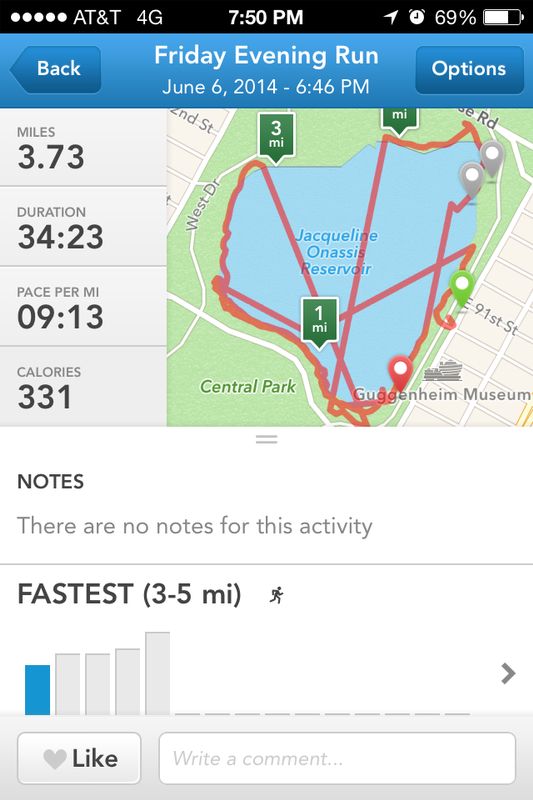 AT&T 4G 7:50 PM 69%
Back
Friday Evening Run
June 6, 2014 - 6:46 PM
Options
MILES
3.73
DURATION
34:23
PACE PER MI
09:13
CALORIES
331
2nd St
se Rd
3
mi
mi
West Dr
Jacqueline
Onassis
Reservoir
1
mi
E 91st St
Central Park
Guggenheim Museum
NOTES
There are no notes for this activity
FASTEST (3-5 mi)
Like
Write a comment...